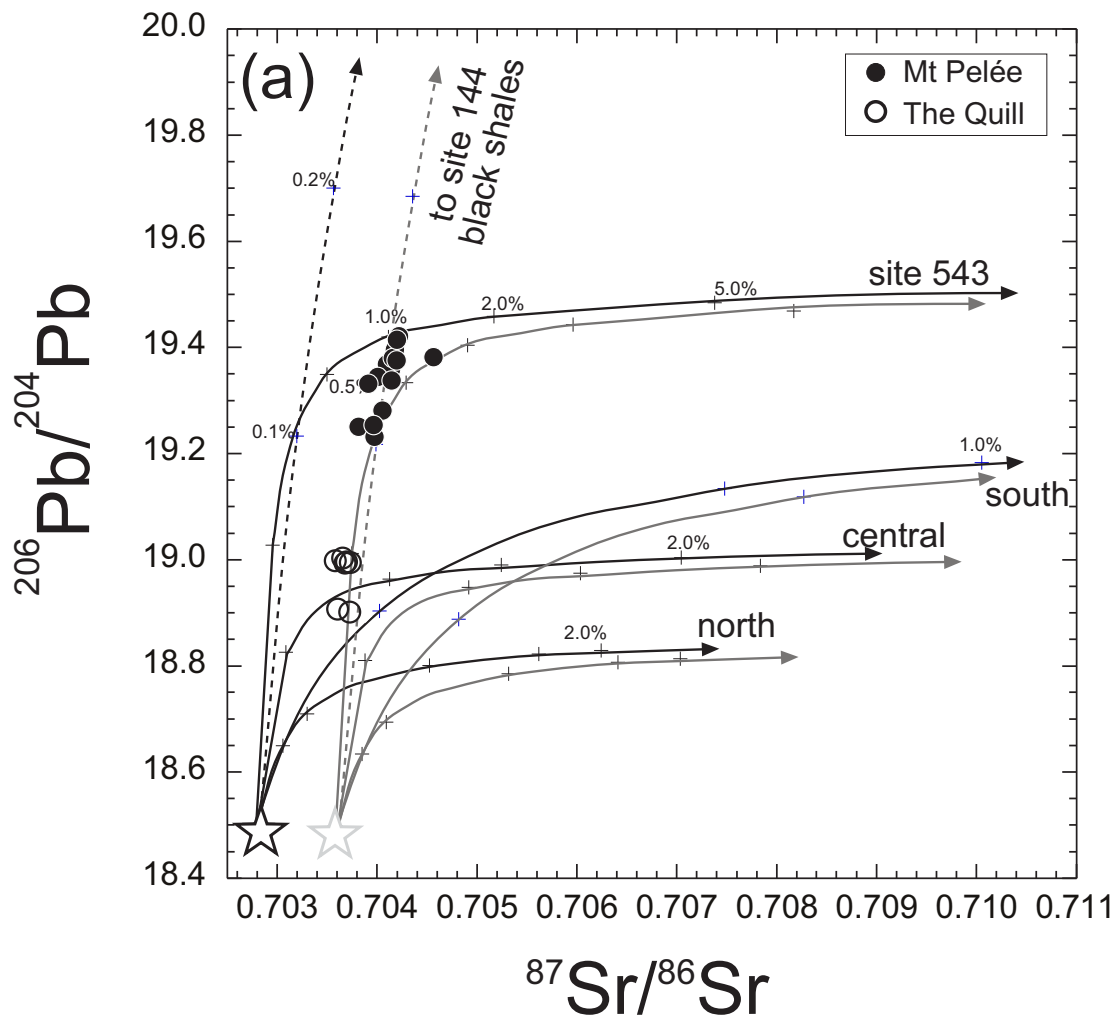 (a)
Mt Pelée
The Quill
to site 144
black shales
0.2%
0.1%
site 543
5.0%
2.0%
1.0%
0.5
1.0%
south
central
2.0%
north
2.0%
20.0
19.8
19.6
19.4
19.2
19.0
18.8
18.6
18.4
206Pb/204Pb
0.703 0.704 0.705 0.706 0.707 0.708 0.709 0.710 0.711
87Sr/86Sr